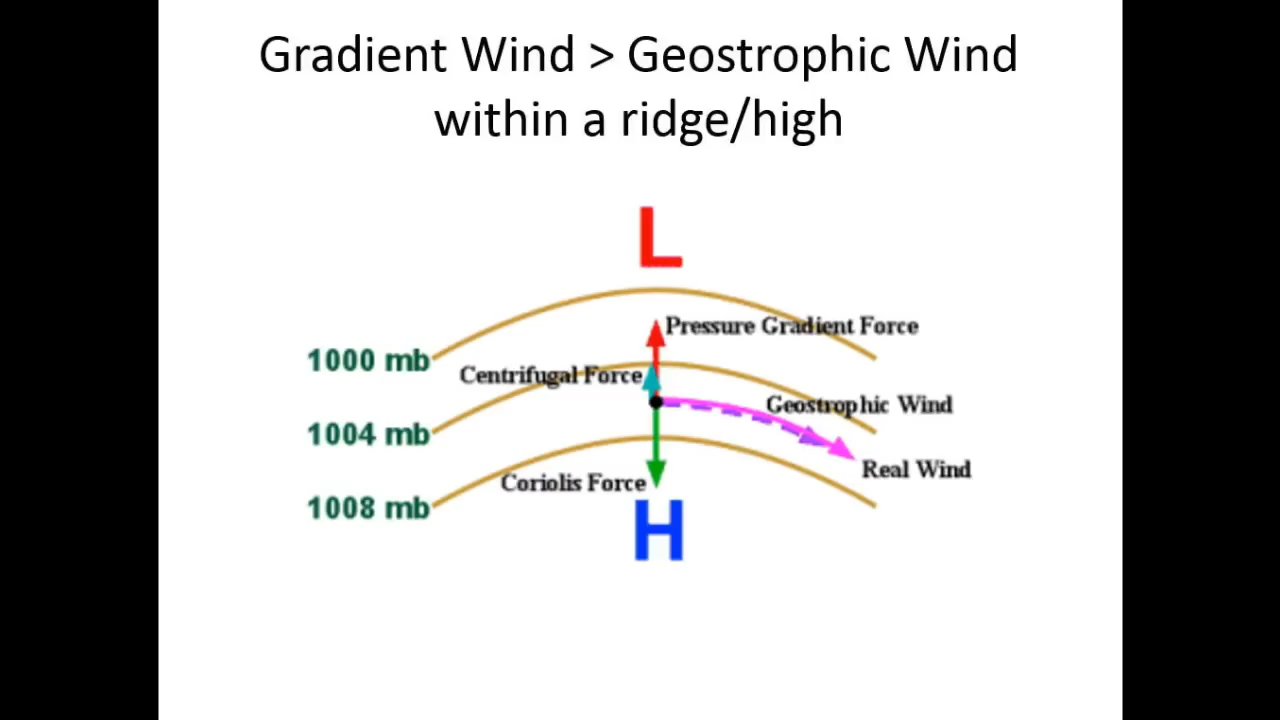 Gradient Wind > Geostrophic Wind
within a ridge/high
L
Pressure Gradient Force
1000 mb
Centrifugal Force
Geostrophic Wind
1004 mb
Real Wind
Coriolis Force
1008 mb
H